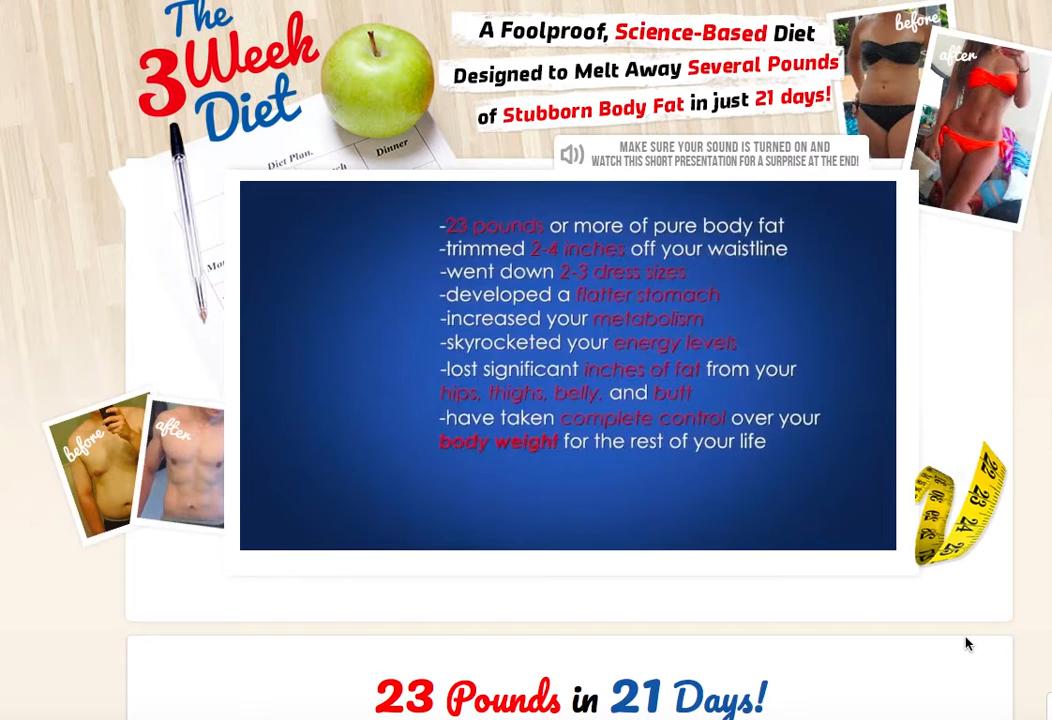 The
3 Week
Diet
A Foolproof, Science-Based Diet
Designed to Melt Away Several Pounds
of Stubborn Body Fat in just 21 days!
before
after
Diet Plan.
Dinner
MAKE SURE YOUR SOUND IS TURNED ON AND
WATCH THIS SHORT PRESENTATION FOR A SURPRISE AT THE END!
-23 pounds or more of pure body fat
-trimmed 2-4 inches off your waistline
-went down 2-3 dress sizes
-developed a flatter stomach
-increased your metabolism
-skyrocketed your energy levels
-lost significant inches of fat from your
hips, thighs, belly, and butt
-have taken complete control over your
body weight for the rest of your life
before
after
22
23
24
25
23 Pounds in 21 Days!